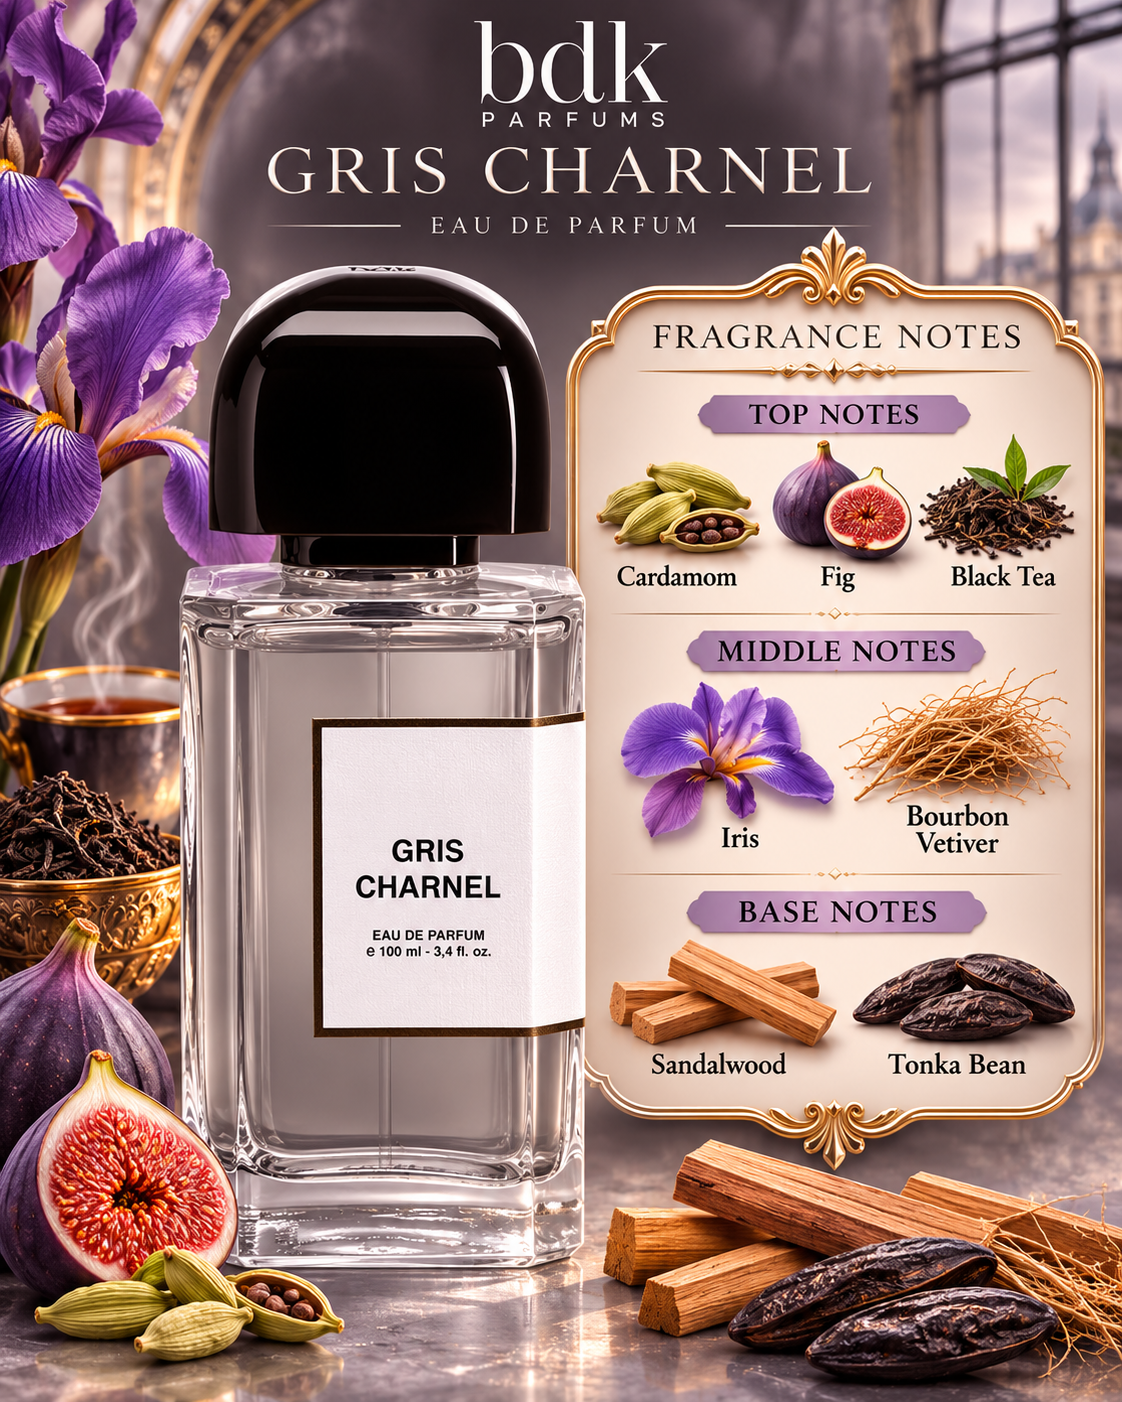 bdk
PARFUMS
GRIS CHARNEL
EAU DE PARFUM
FRAGRANCE NOTES
TOP NOTES
Cardamom
Fig
Black Tea
MIDDLE NOTES
Iris
Bourbon
Vetiver
BASE NOTES
Sandalwood
Tonka Bean
GRIS
CHARNEL
EAU DE PARFUM
℮ 100 ml - 3,4 fl. oz.